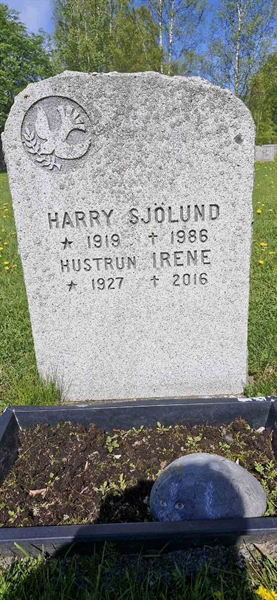 HARRY SJÖLUND
* 1919 † 1986
HUSTRUN IRENE
* 1927 † 2016